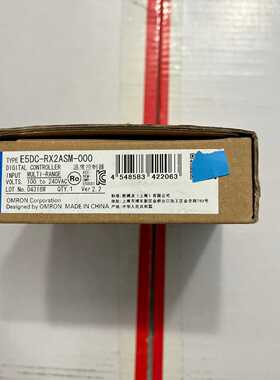 TYPE E5DC-RX2ASM-000
DIGITAL CONTROLLER 温度控制器
INPUT MULTI-RANGE
VOLTS. 100 to 240VAC
LOT No. 04316M QTY.1 Ver 2.2
4 548583 422063
OMRON Corporation
Designed by OMRON. MADE IN CHINA